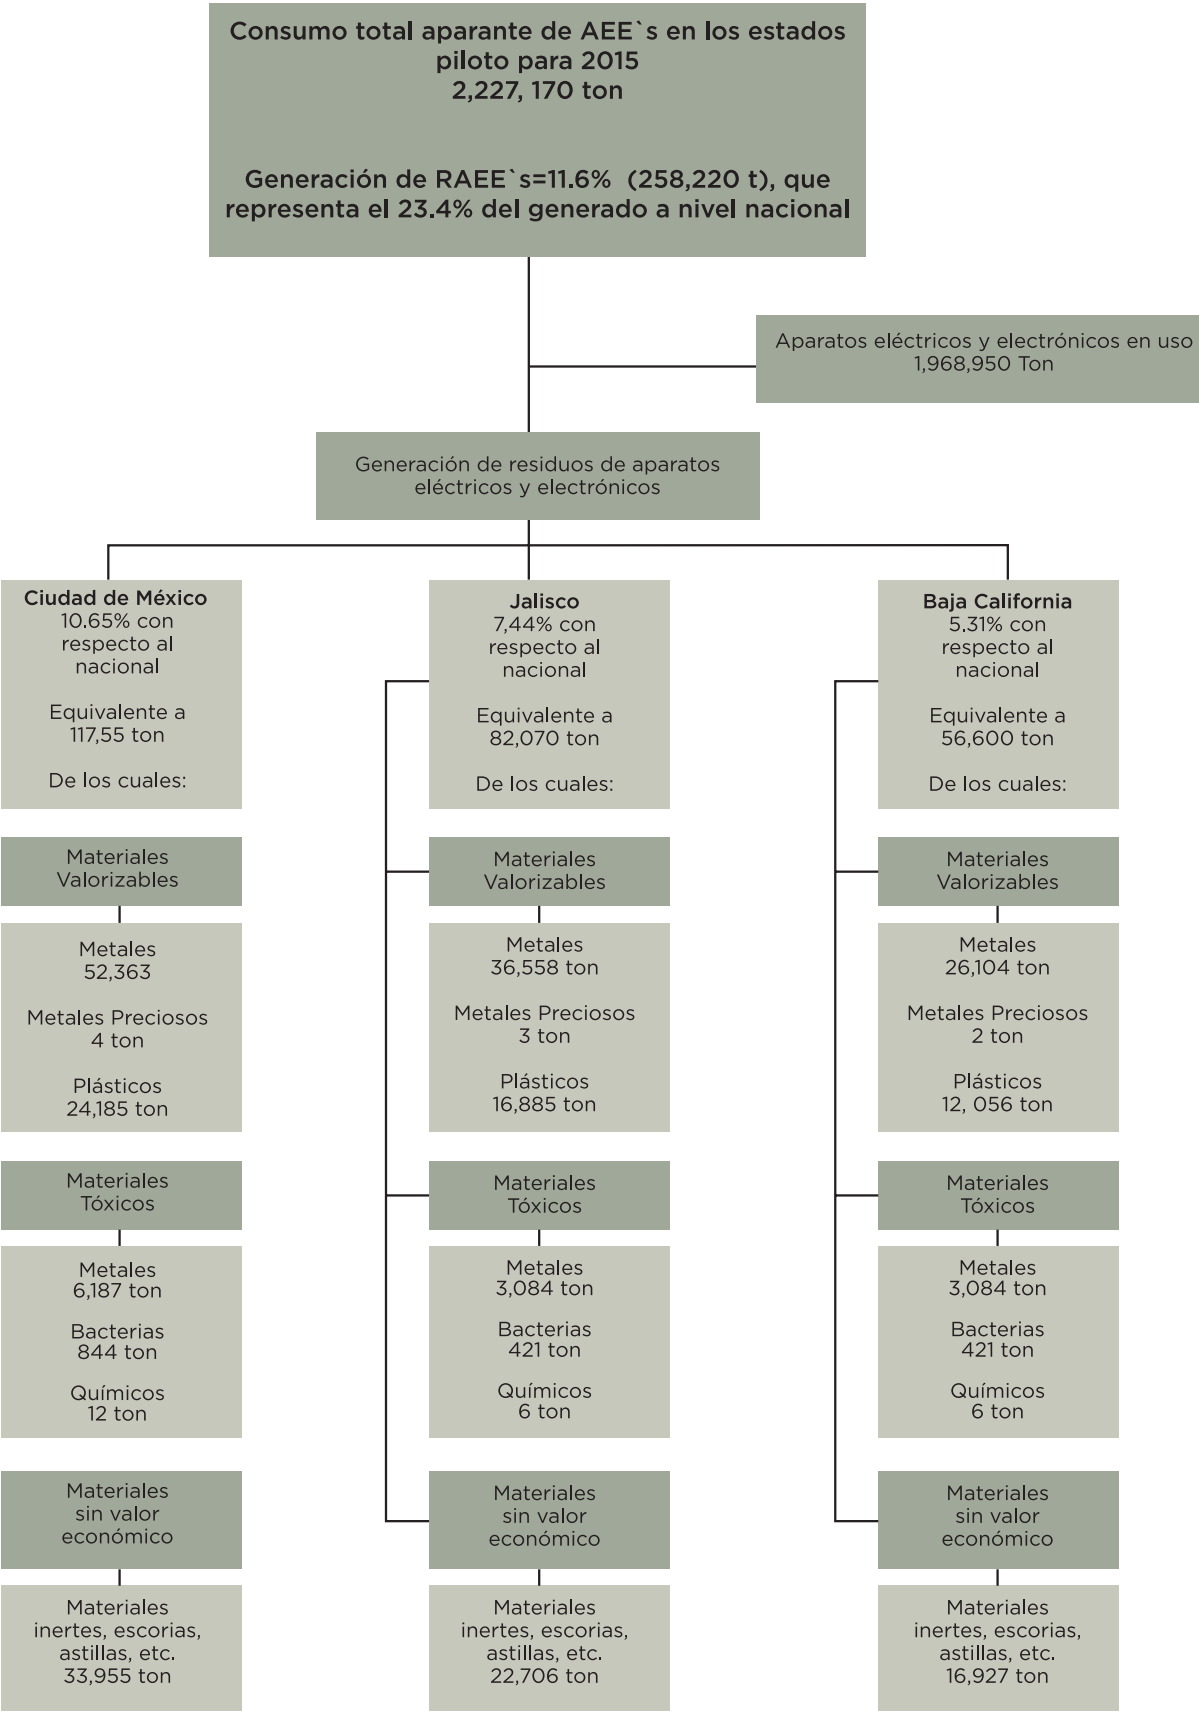 Consumo total aparante de AEE`s en los estados
piloto para 2015
2,227, 170 ton
Generación de RAEE`s=11.6% (258,220 t), que
representa el 23.4% del generado a nivel nacional
Aparatos eléctricos y electrónicos en uso
1,968,950 Ton
Generación de residuos de aparatos
eléctricos y electrónicos
Ciudad de México
10.65% con
respecto al
nacional
Equivalente a
117,55 ton
De los cuales:
Materiales
Valorizables
Metales
52,363
Metales Preciosos
4 ton
Plásticos
24,185 ton
Materiales
Tóxicos
Metales
6,187 ton
Bacterias
844 ton
Químicos
12 ton
Materiales
sin valor
económico
Materiales
inertes, escorias,
astillas, etc.
33,955 ton
Jalisco
7,44% con
respecto al
nacional
Equivalente a
82,070 ton
De los cuales:
Materiales
Valorizables
Metales
36,558 ton
Metales Preciosos
3 ton
Plásticos
16,885 ton
Materiales
Tóxicos
Metales
3,084 ton
Bacterias
421 ton
Químicos
6 ton
Materiales
sin valor
económico
Materiales
inertes, escorias,
astillas, etc.
22,706 ton
Baja California
5.31% con
respecto al
nacional
Equivalente a
56,600 ton
De los cuales:
Materiales
Valorizables
Metales
26,104 ton
Metales Preciosos
2 ton
Plásticos
12, 056 ton
Materiales
Tóxicos
Metales
3,084 ton
Bacterias
421 ton
Químicos
6 ton
Materiales
sin valor
económico
Materiales
inertes, escorias,
astillas, etc.
16,927 ton